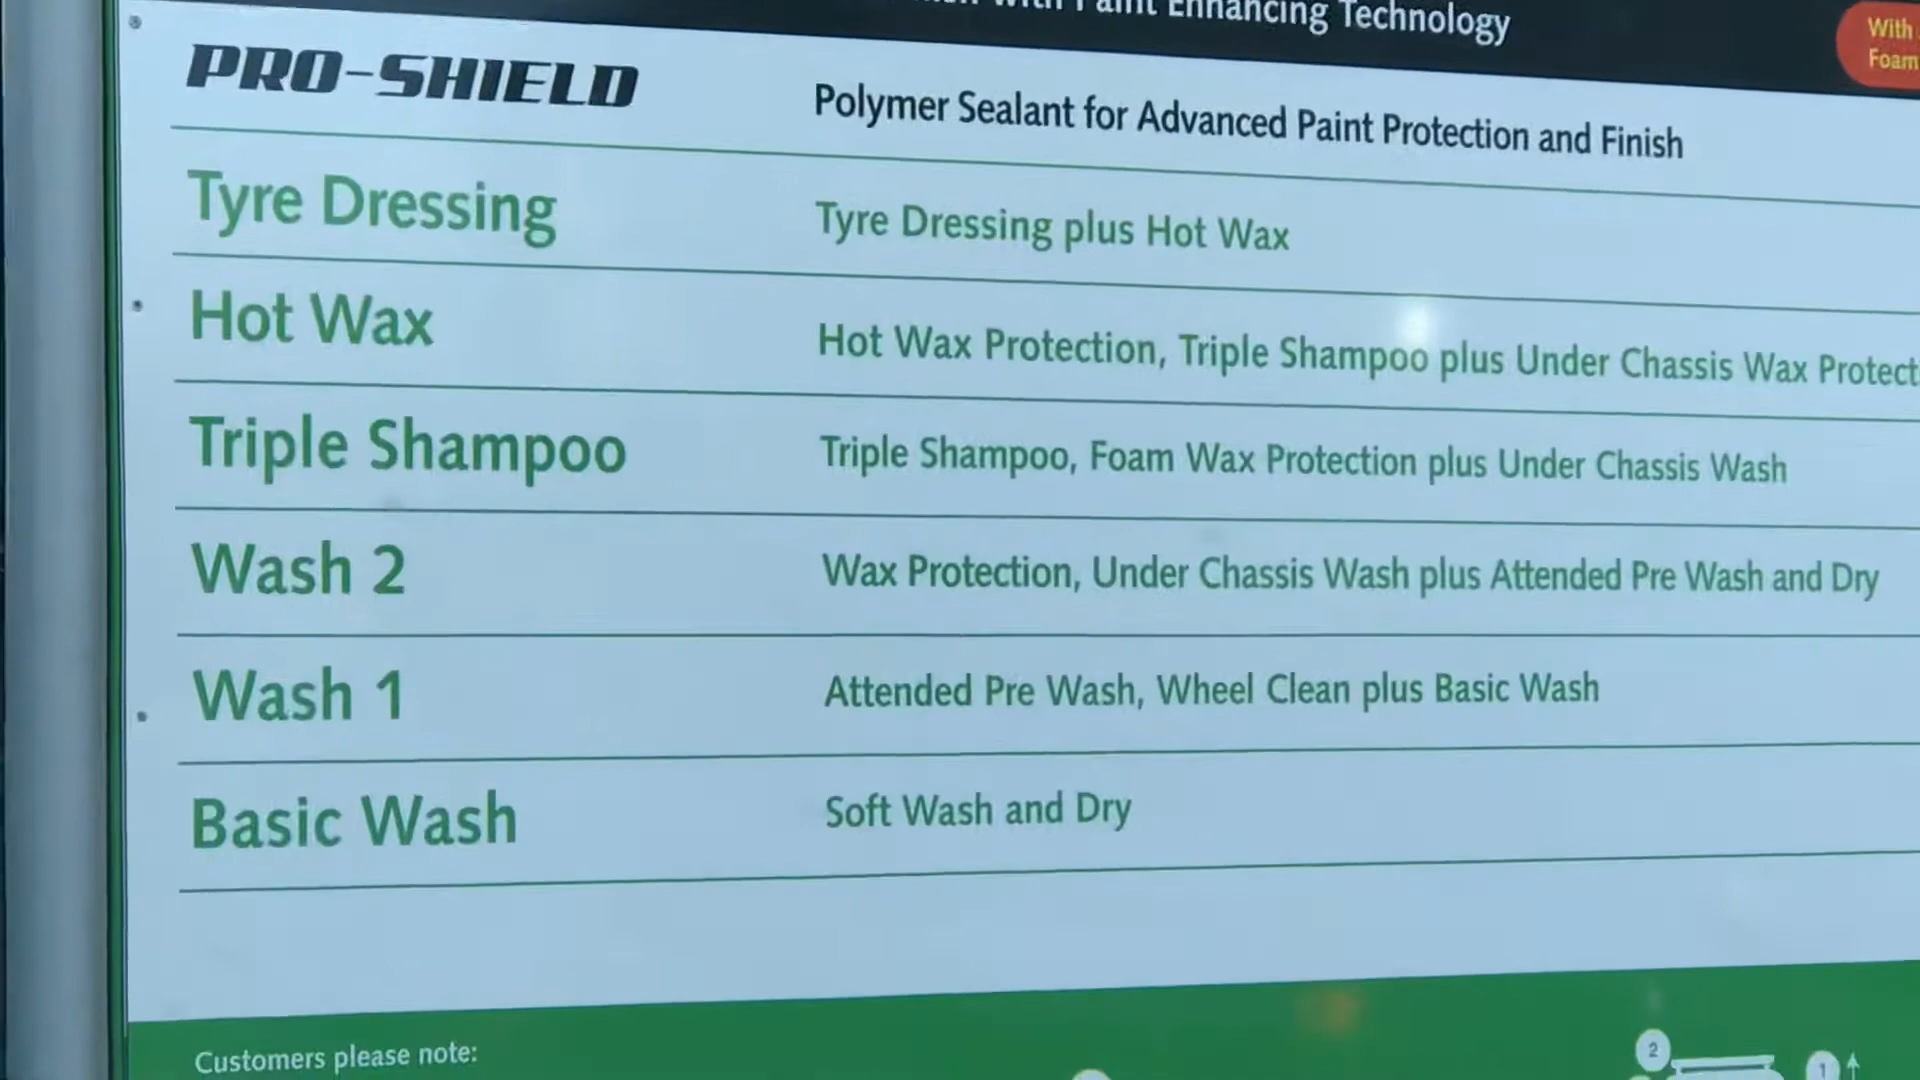 with Paint Enhancing Technology
With
Foam
PRO-SHIELD
Polymer Sealant for Advanced Paint Protection and Finish
Tyre Dressing
Tyre Dressing plus Hot Wax
Hot Wax
Hot Wax Protection, Triple Shampoo plus Under Chassis Wax Protect
Triple Shampoo
Triple Shampoo, Foam Wax Protection plus Under Chassis Wash
Wash 2
Wax Protection, Under Chassis Wash plus Attended Pre Wash and Dry
Wash 1
Attended Pre Wash, Wheel Clean plus Basic Wash
Basic Wash
Soft Wash and Dry
Customers please note:
2
1